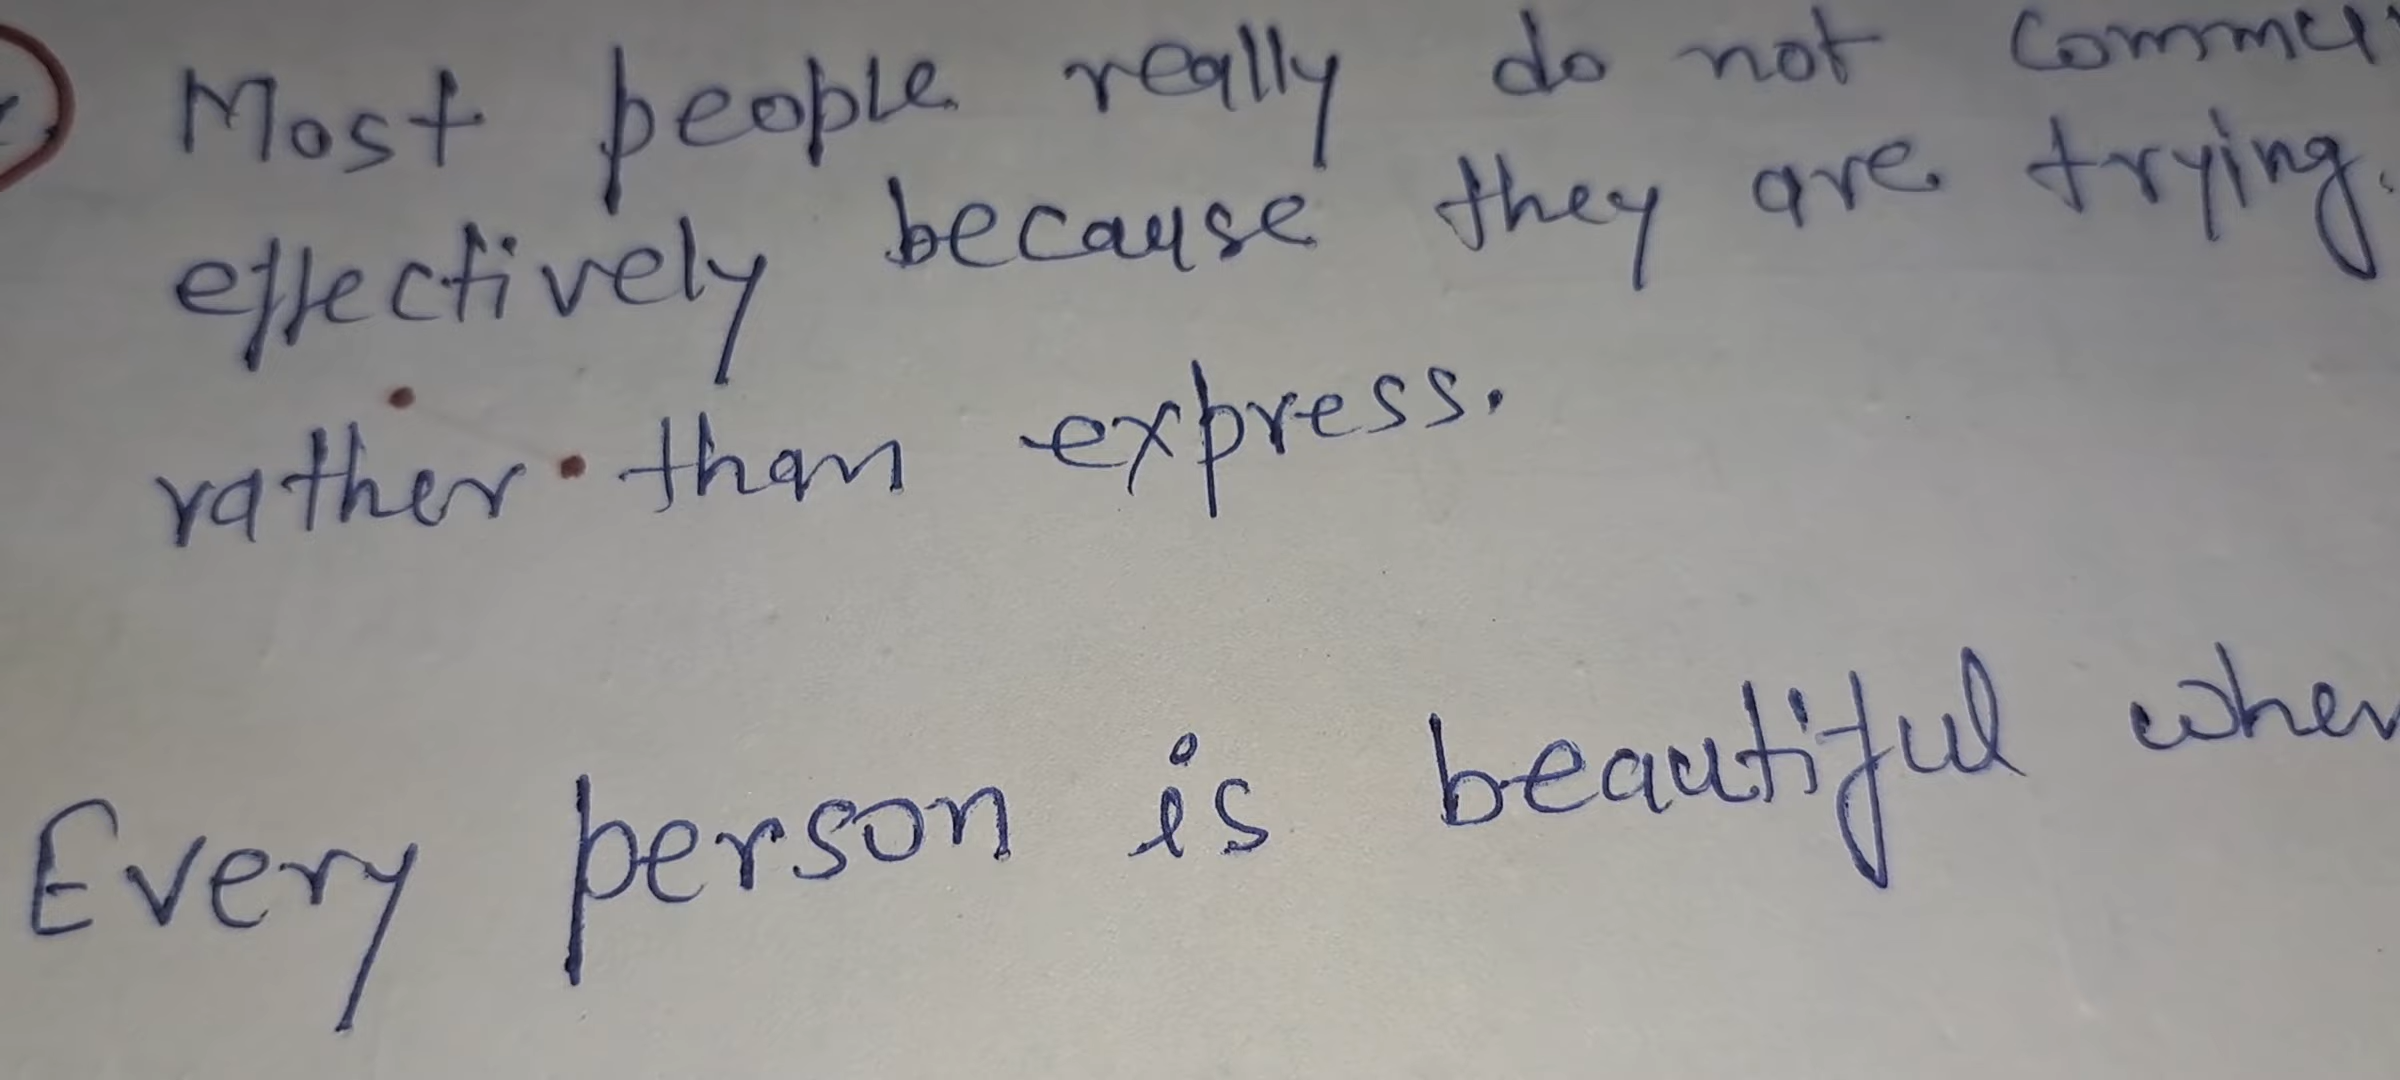 Most people really do not
effectively because they are trying
rather than express.
Every person is beautiful